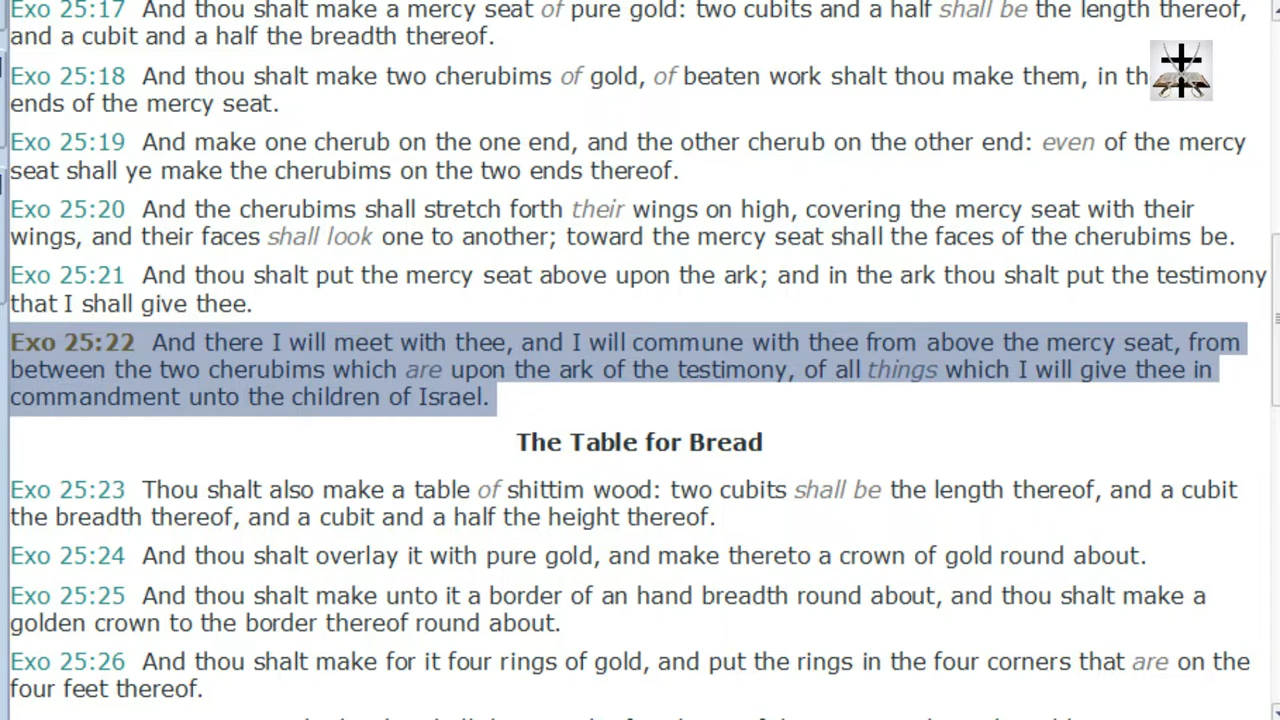 Exo 25:17 And thou shalt make a mercy seat of pure gold: two cubits and a half shall be the length thereof,
and a cubit and a half the breadth thereof.
Exo 25:18 And thou shalt make two cherubims of gold, of beaten work shalt thou make them, in th
ends of the mercy seat.
Exo 25:19 And make one cherub on the one end, and the other cherub on the other end: even of the mercy
seat shall ye make the cherubims on the two ends thereof.
Exo 25:20 And the cherubims shall stretch forth their wings on high, covering the mercy seat with their
wings, and their faces shall look one to another; toward the mercy seat shall the faces of the cherubims be.
Exo 25:21 And thou shalt put the mercy seat above upon the ark; and in the ark thou shalt put the testimony
that I shall give thee.
Exo 25:22 And there I will meet with thee, and I will commune with thee from above the mercy seat, from
between the two cherubims which are upon the ark of the testimony, of all things which I will give thee in
commandment unto the children of Israel.
The Table for Bread
Exo 25:23 Thou shalt also make a table of shittim wood: two cubits shall be the length thereof, and a cubit
the breadth thereof, and a cubit and a half the height thereof.
Exo 25:24 And thou shalt overlay it with pure gold, and make thereto a crown of gold round about.
Exo 25:25 And thou shalt make unto it a border of an hand breadth round about, and thou shalt make a
golden crown to the border thereof round about.
Exo 25:26 And thou shalt make for it four rings of gold, and put the rings in the four corners that are on the
four feet thereof.